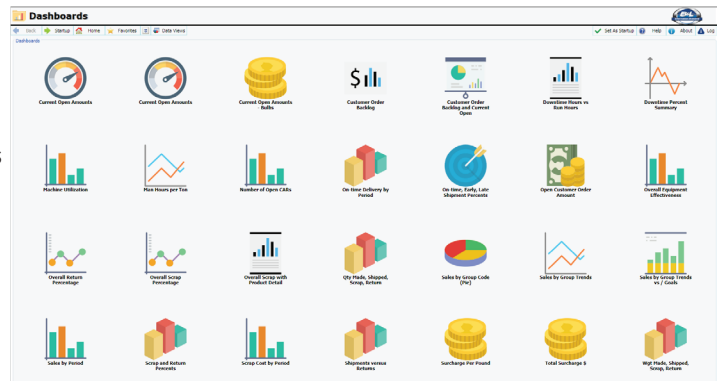 Dashboards
Back Startup Home Favorites Data Views Set As Startup Help About Log
Dashboards
Current Open Amounts
Current Open Amounts
Current Open Amounts
- Bulbs
Customer Order
Backlog
Customer Order
Backlog and Current
Open
Downtime Hours vs
Run Hours
Downtime Percent
Summary
Machine Utilization
Man Hours per Ton
Number of Open CARs
On-time Delivery by
Period
On-time, Early, Late
Shipment Percents
Open Customer Order
Amount
Overall Equipment
Effectiveness
Overall Return
Percentage
Overall Scrap
Percentage
Overall Scrap with
Product Detail
Qty Made, Shipped,
Scrap, Return
Sales by Group Code
(Pie)
Sales by Group Trends
Sales by Group Trends
vs / Goals
Sales by Period
Scrap and Return
Percents
Scrap Cost by Period
Shipments versus
Returns
Surcharge Per Pound
Total Surcharge $
Wgt Made, Shipped,
Scrap, Return